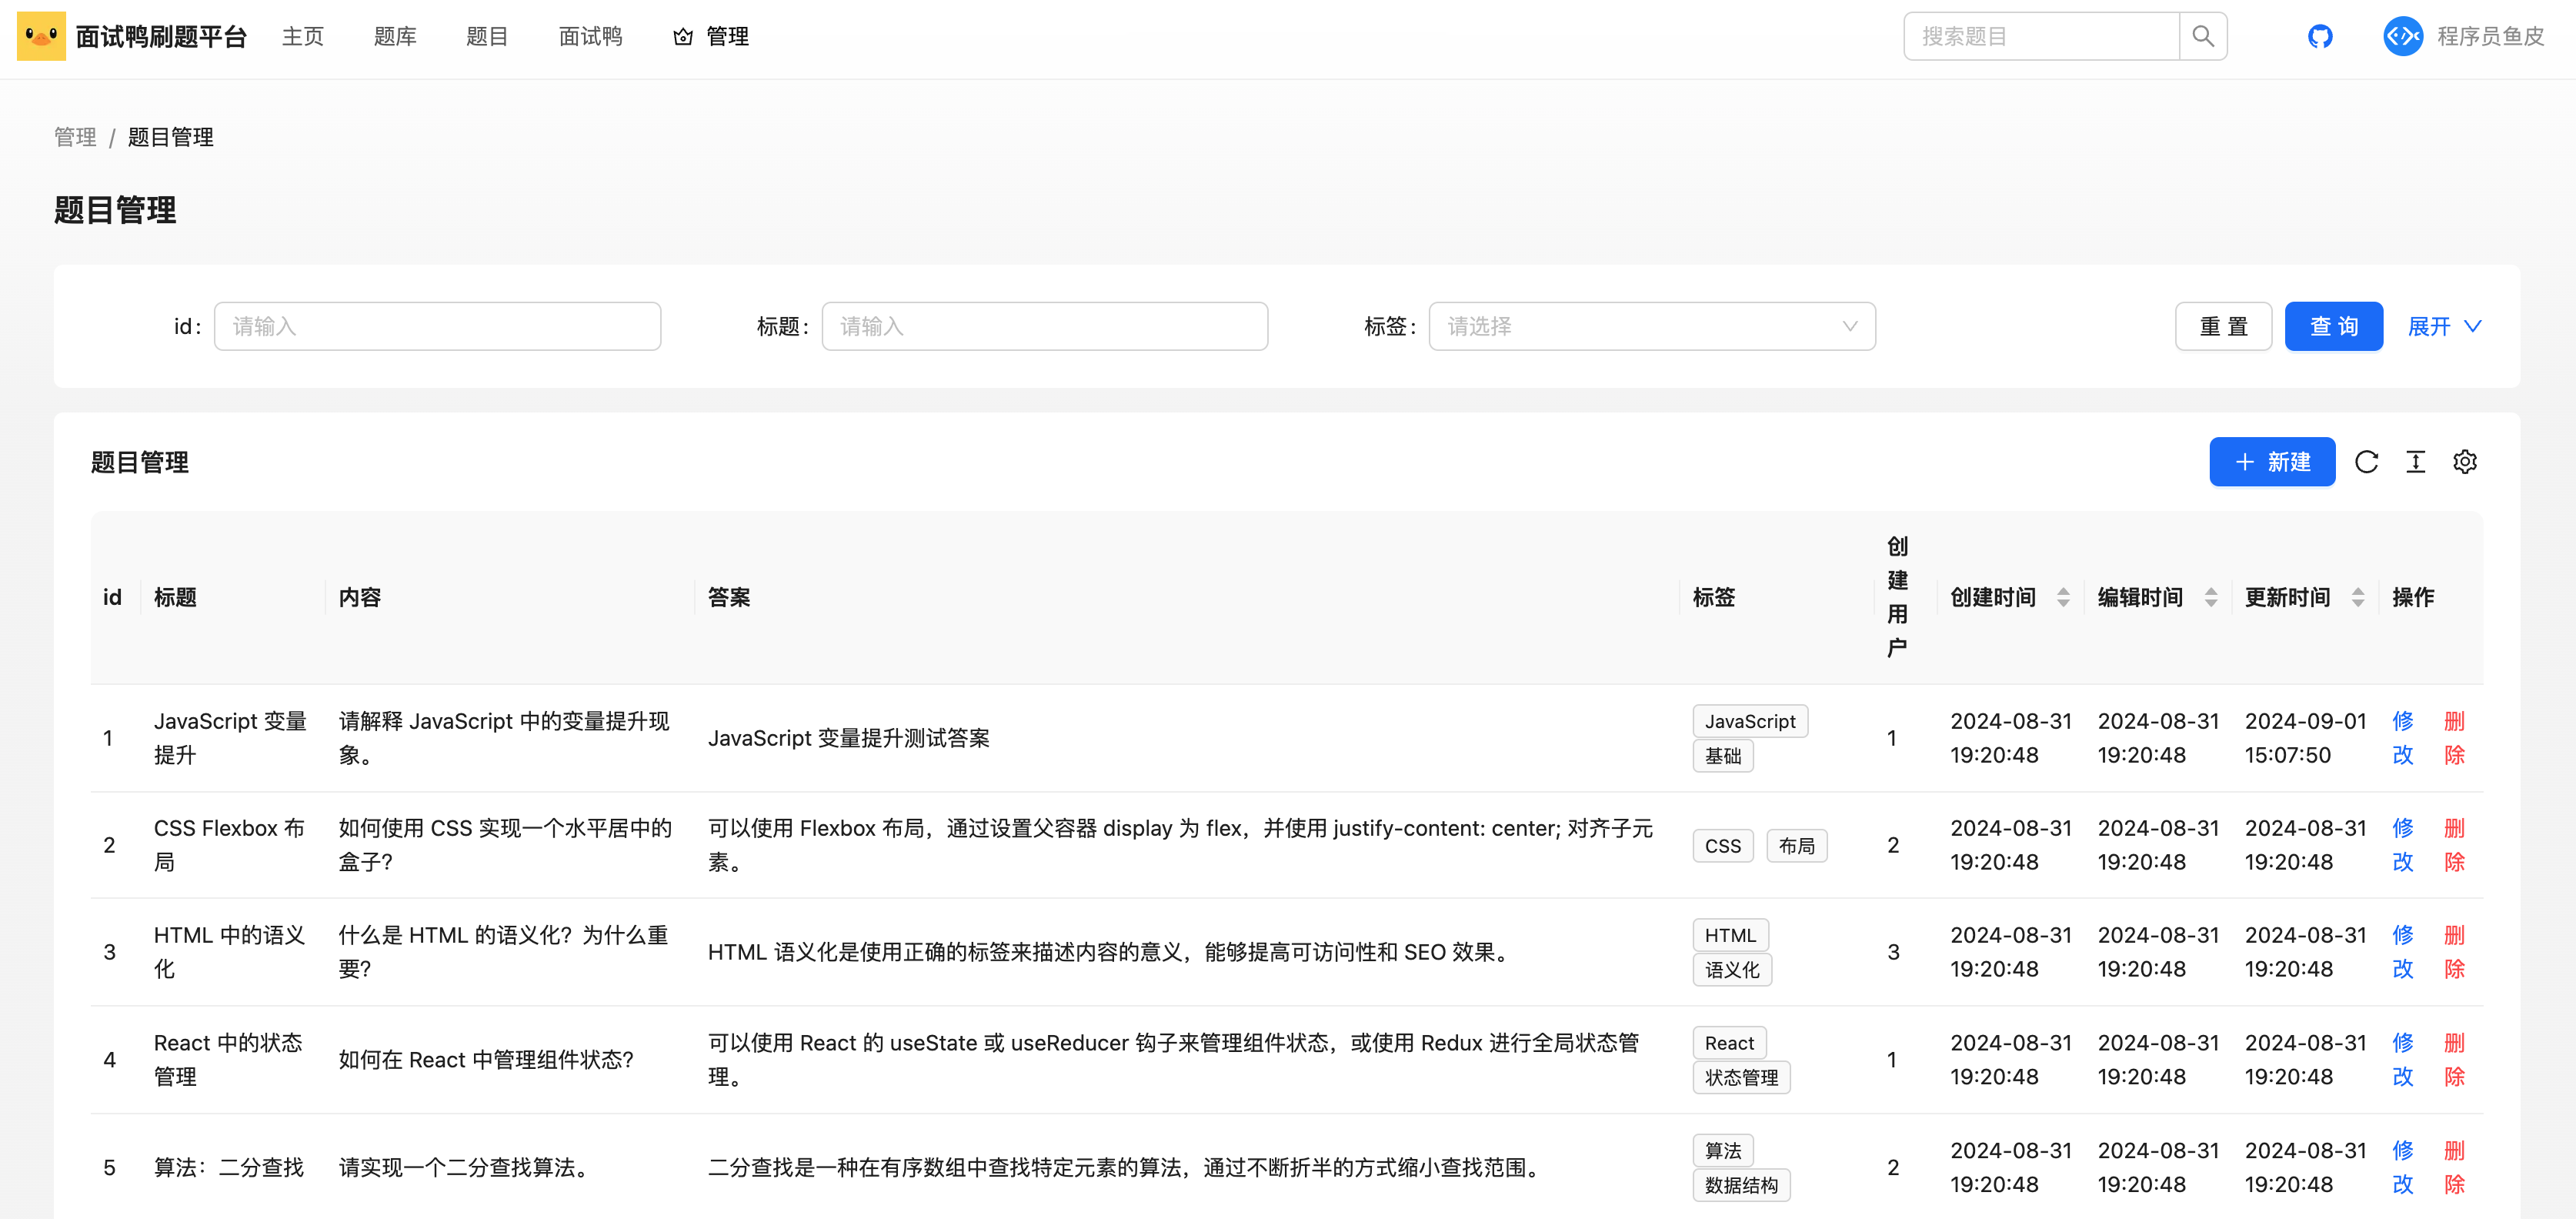 面试鸭刷题平台 主页 题库 题目 面试鸭 管理 搜索题目 程序员鱼皮
管理 / 题目管理
题目管理
id: 请输入 标题: 请输入 标签: 请选择 重 置 查 询 展开
题目管理 新建
id 标题 内容 答案 标签 创建用户 创建时间 编辑时间 更新时间 操作
1
JavaScript 变量
提升
请解释 JavaScript 中的变量提升现
象。
JavaScript 变量提升测试答案
JavaScript
基础
1
2024-08-31
19:20:48
2024-08-31
19:20:48
2024-09-01
15:07:50
修改
删除
2
CSS Flexbox 布
局
如何使用 CSS 实现一个水平居中的
盒子?
可以使用 Flexbox 布局，通过设置父容器 display 为 flex，并使用 justify-content: center; 对齐子元
素。
CSS 布局
2
2024-08-31
19:20:48
2024-08-31
19:20:48
2024-08-31
19:20:48
修改
删除
3
HTML 中的语义
化
什么是 HTML 的语义化？为什么重
要?
HTML 语义化是使用正确的标签来描述内容的意义，能够提高可访问性和 SEO 效果。
HTML
语义化
3
2024-08-31
19:20:48
2024-08-31
19:20:48
2024-08-31
19:20:48
修改
删除
4
React 中的状态
管理
如何在 React 中管理组件状态?
可以使用 React 的 useState 或 useReducer 钩子来管理组件状态，或使用 Redux 进行全局状态管
理。
React
状态管理
1
2024-08-31
19:20:48
2024-08-31
19:20:48
2024-08-31
19:20:48
修改
删除
5
算法：二分查找
请实现一个二分查找算法。
二分查找是一种在有序数组中查找特定元素的算法，通过不断折半的方式缩小查找范围。
算法
数据结构
2
2024-08-31
19:20:48
2024-08-31
19:20:48
2024-08-31
19:20:48
修改
删除